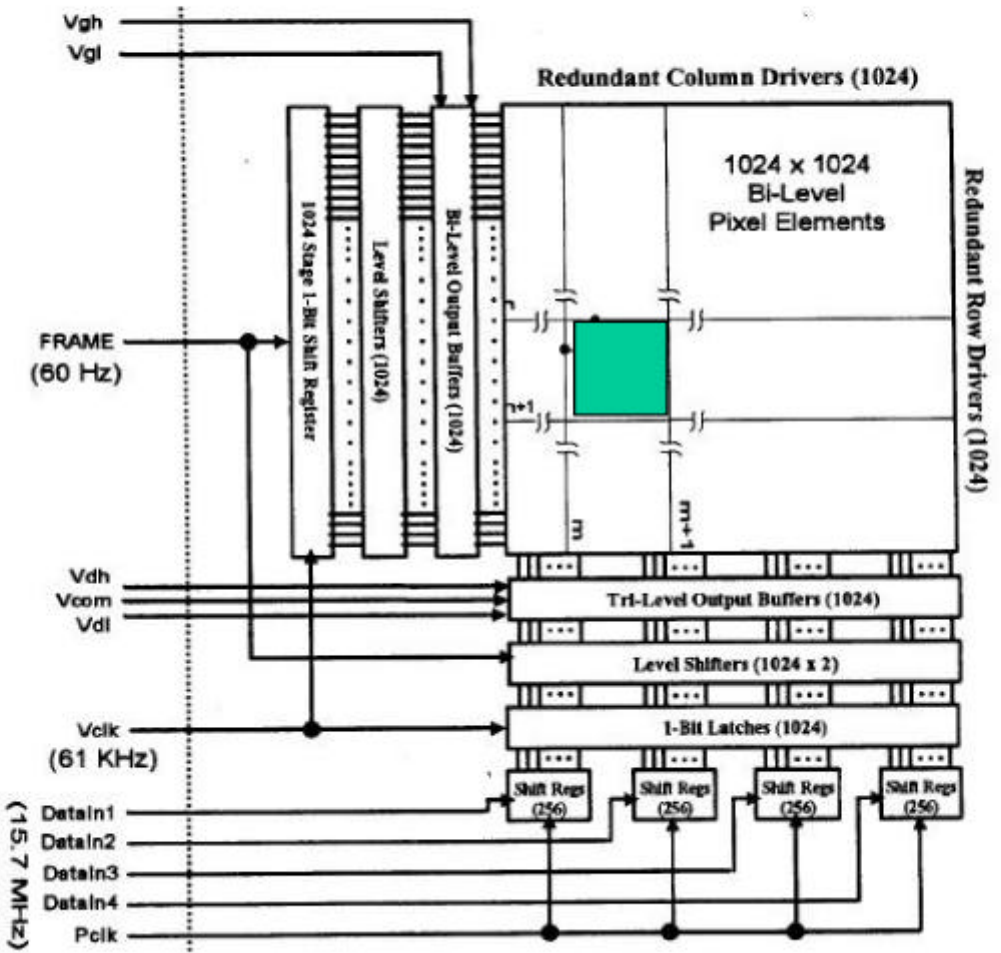 Vgh
Vgl
Redundant Column Drivers (1024)
1024 x 1024
Bi-Level
Pixel Elements
Redundant Row Drivers (1024)
1024 Stage 1-Bit Shift Register
Level Shifters (1024)
Bi-Level Output Buffers (1024)
n
n+1
m
m+1
FRAME
(60 Hz)
Vdh
Vcom
Vdl
Tri-Level Output Buffers (1024)
Level Shifters (1024 x 2)
Vclk
(61 KHz)
1-Bit Latches (1024)
Shift Regs
(256)
Shift Regs
(256)
Shift Regs
(256)
Shift Regs
(256)
DataIn1
DataIn2
DataIn3
DataIn4
Pclk
(15.7 MHz)